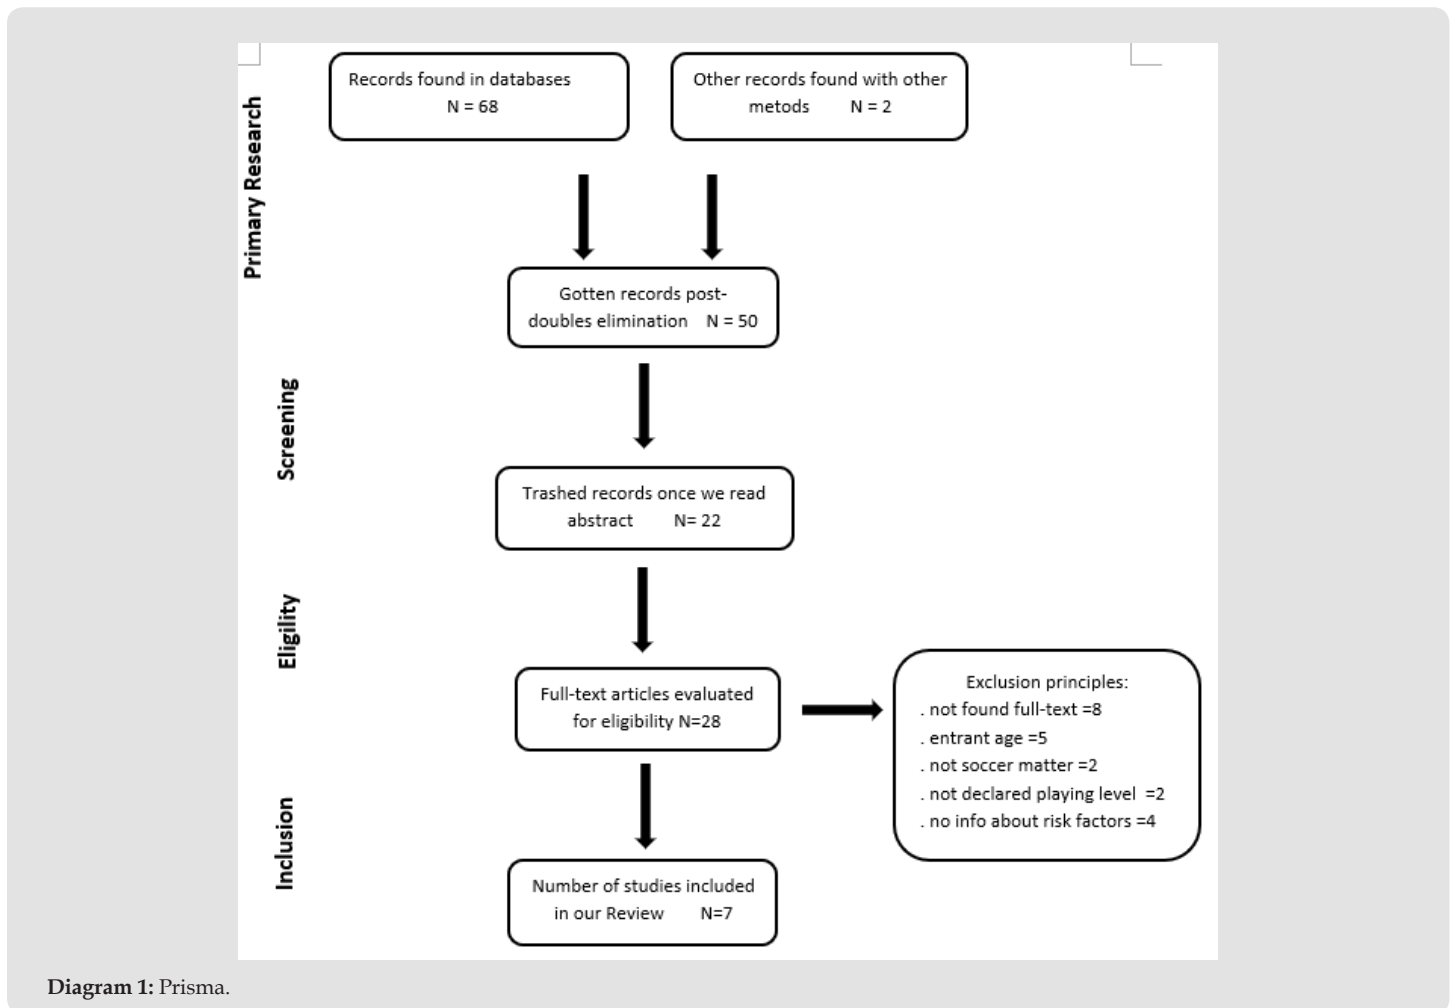 Primary Research
Records found in databases
N = 68
Other records found with other
metods N = 2
Gotten records post-
doubles elimination N = 50
Screening
Trashed records once we read
abstract N= 22
Eligility
Full-text articles evaluated
for eligibility N=28
Exclusion principles:
. not found full-text =8
. entrant age =5
. not soccer matter =2
. not declared playing level =2
. no info about risk factors =4
Inclusion
Number of studies included
in our Review N=7
Diagram 1: Prisma.